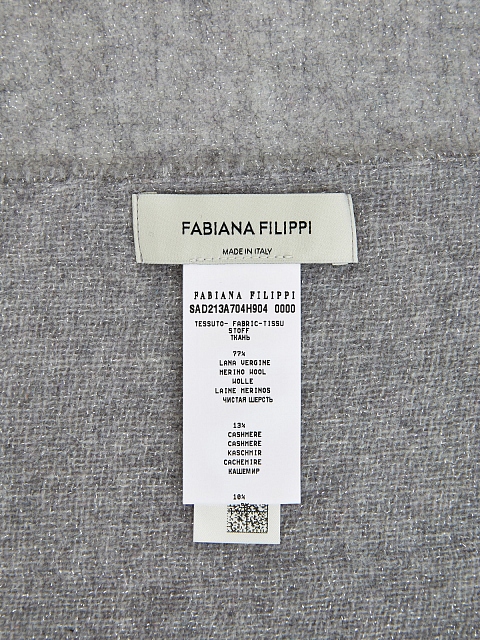 FABIANA FILIPPI
MADE IN ITALY
FABIANA FILIPPI
SAD213A704H904 0000
TESSUTO- FABRIC-TISSU
STOFF
ТКАНЬ
77%
LANA VERGINE
MERINO WOOL
WOLLE
LAINE MERINOS
ЧИСТАЯ ШЕРСТЬ
13%
CASHMERE
CASHMERE
KASCHMIR
CACHEMIRE
КАШЕМИР
10%